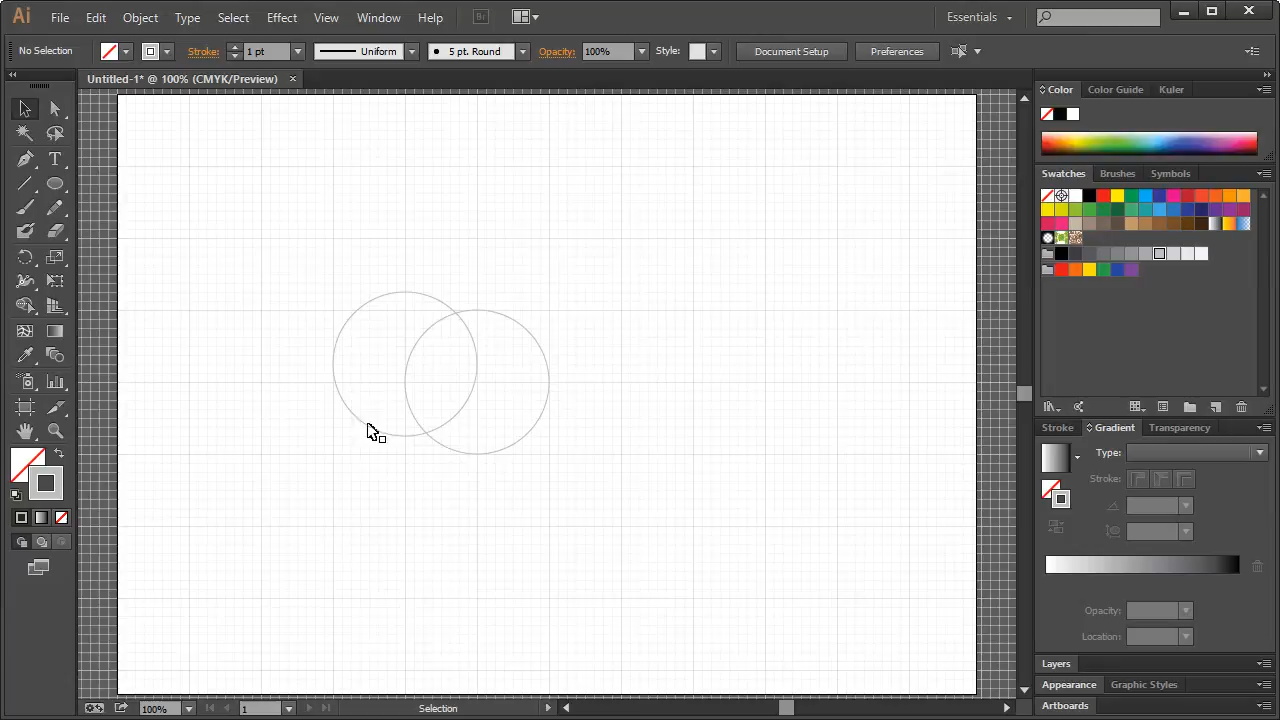 Ai File Edit Object Type Select Effect View Window Help Br Essentials
No Selection Stroke: 1 pt Uniform 5 pt. Round Opacity: 100% Style: Document Setup Preferences
Untitled-1* @ 100% (CMYK/Preview)
Color Color Guide Kuler
Swatches Brushes Symbols
Stroke Gradient Transparency
Type:
Stroke:
Opacity:
Location:
Layers
Appearance Graphic Styles
Artboards
100% 1 Selection